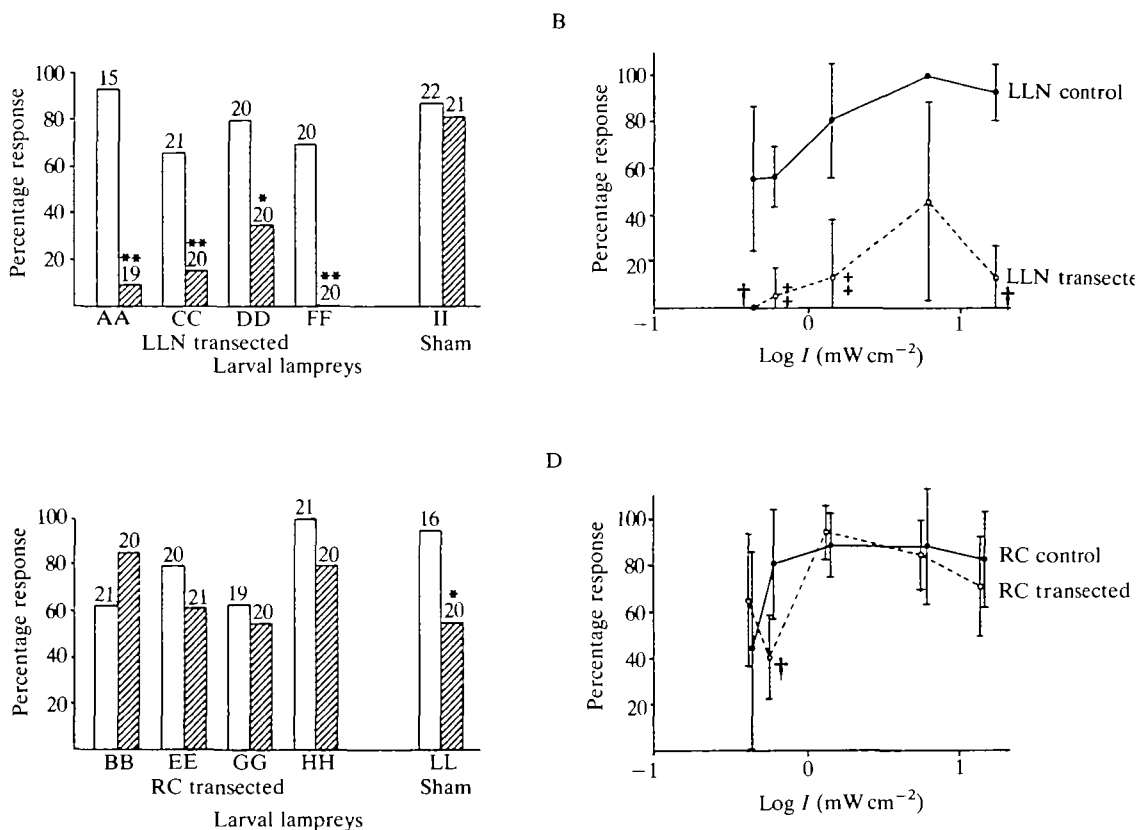 B
Percentage response
100
80
60
40
20
15
19
**
21
20
**
20
20
*
20
20
**
22
21
AA CC DD FF II
LLN transected Sham
Larval lampreys
Percentage response
100
80
60
40
20
LLN control
LLN transecte
†
‡
‡
†
−1 0 1
Log I (mW cm−2)
D
Percentage response
100
80
60
40
20
21
20
20
21
19
20
21
20
16
20
*
BB EE GG HH LL
RC transected Sham
Larval lampreys
Percentage response
100
80
60
40
20
RC control
RC transected
†
−1 0 1
Log I (mW cm−2)